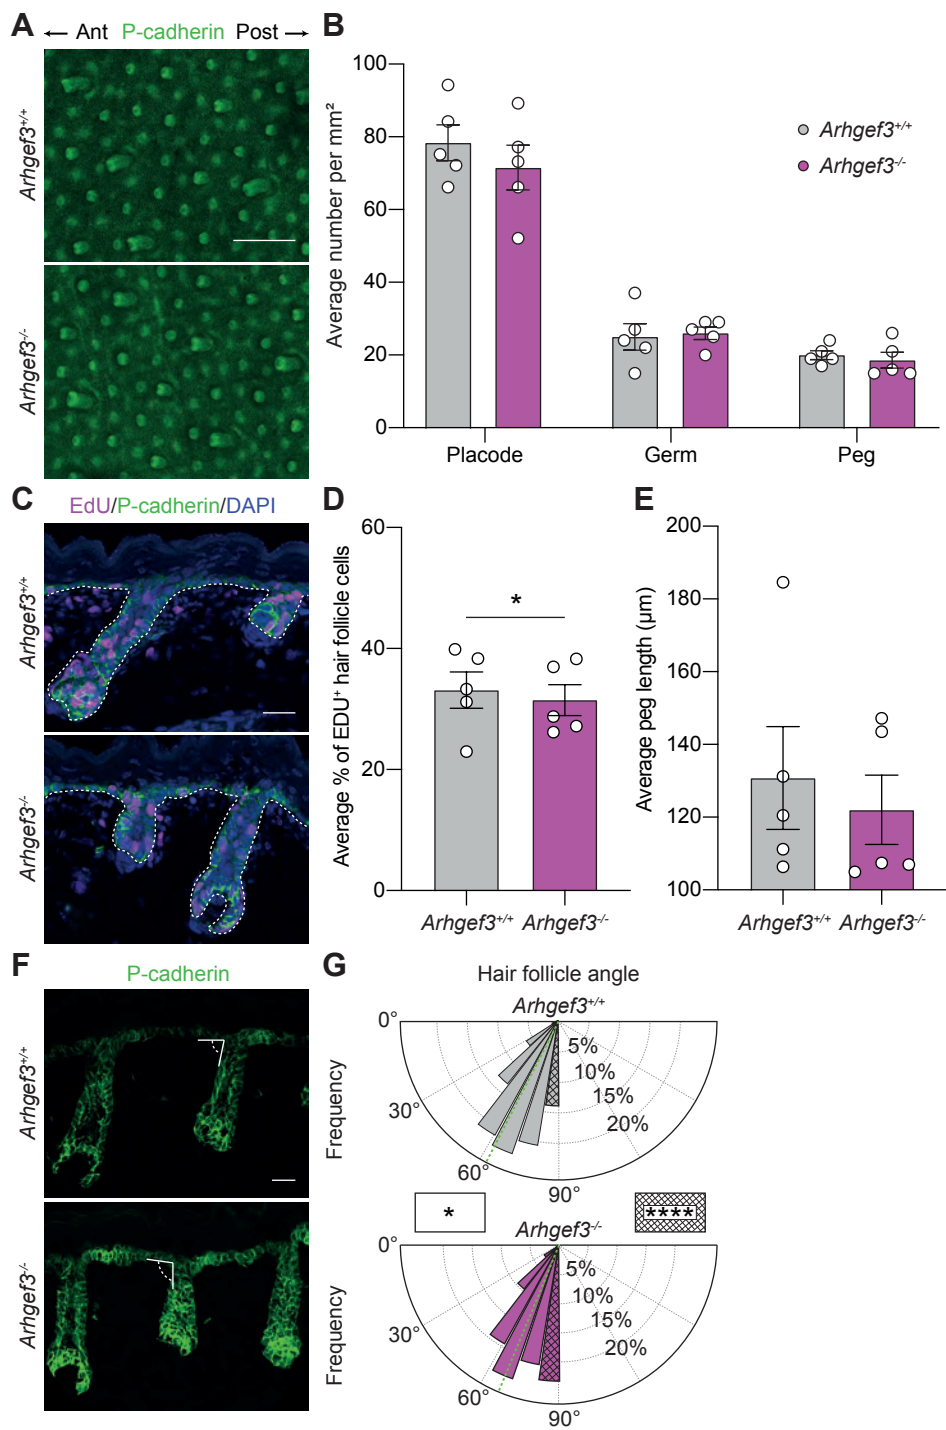 A
← Ant P-cadherin Post →
Arhgef3+/+
Arhgef3-/-
B
Average number per mm²
100
80
60
40
20
0
Placode Germ Peg
Arhgef3+/+
Arhgef3-/-
C
EdU/P-cadherin/DAPI
Arhgef3+/+
Arhgef3-/-
D
Average % of EDU+ hair follicle cells
60
40
20
0
*
Arhgef3+/+ Arhgef3-/-
E
Average peg length (µm)
200
180
160
140
120
100
Arhgef3+/+ Arhgef3-/-
F
P-cadherin
Arhgef3+/+
Arhgef3-/-
G
Hair follicle angle
Arhgef3+/+
Frequency
0°
30°
60°
90°
5%
10%
15%
20%
*
****
Arhgef3-/-
Frequency
0°
30°
60°
90°
5%
10%
15%
20%